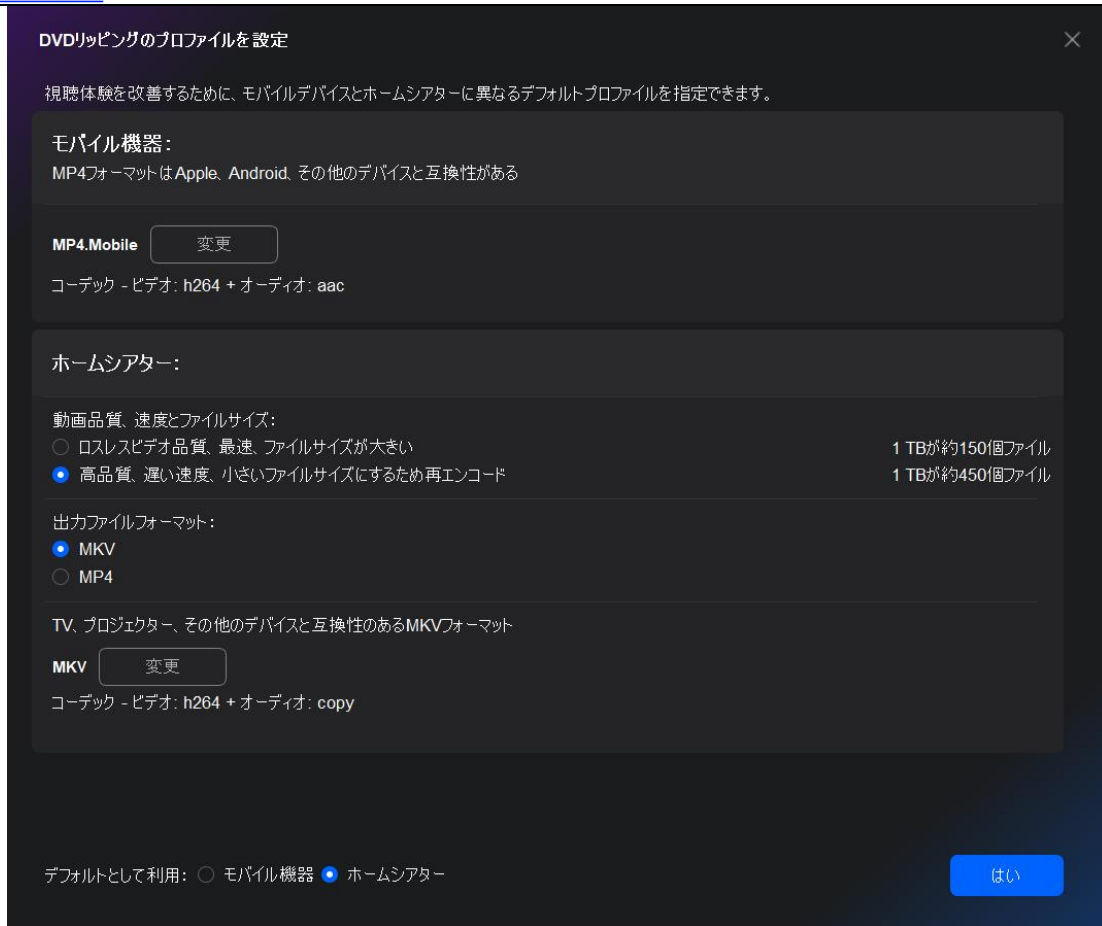 DVDリッピングのプロファイルを設定
視聴体験を改善するために、モバイルデバイスとホームシアターに異なるデフォルトプロファイルを指定できます。
モバイル機器:
MP4フォーマットはApple、Android、その他のデバイスと互換性がある
MP4.Mobile 変更
コーデック - ビデオ: h264 + オーディオ: aac
ホームシアター:
動画品質、速度とファイルサイズ:
ロスレスビデオ品質、最速、ファイルサイズが大きい 1 TBが約150個ファイル
高品質、遅い速度、小さいファイルサイズにするため再エンコード 1 TBが約450個ファイル
出力ファイルフォーマット:
MKV
MP4
TV、プロジェクター、その他のデバイスと互換性のあるMKVフォーマット
MKV 変更
コーデック - ビデオ: h264 + オーディオ: copy
デフォルトとして利用: モバイル機器 ホームシアター はい